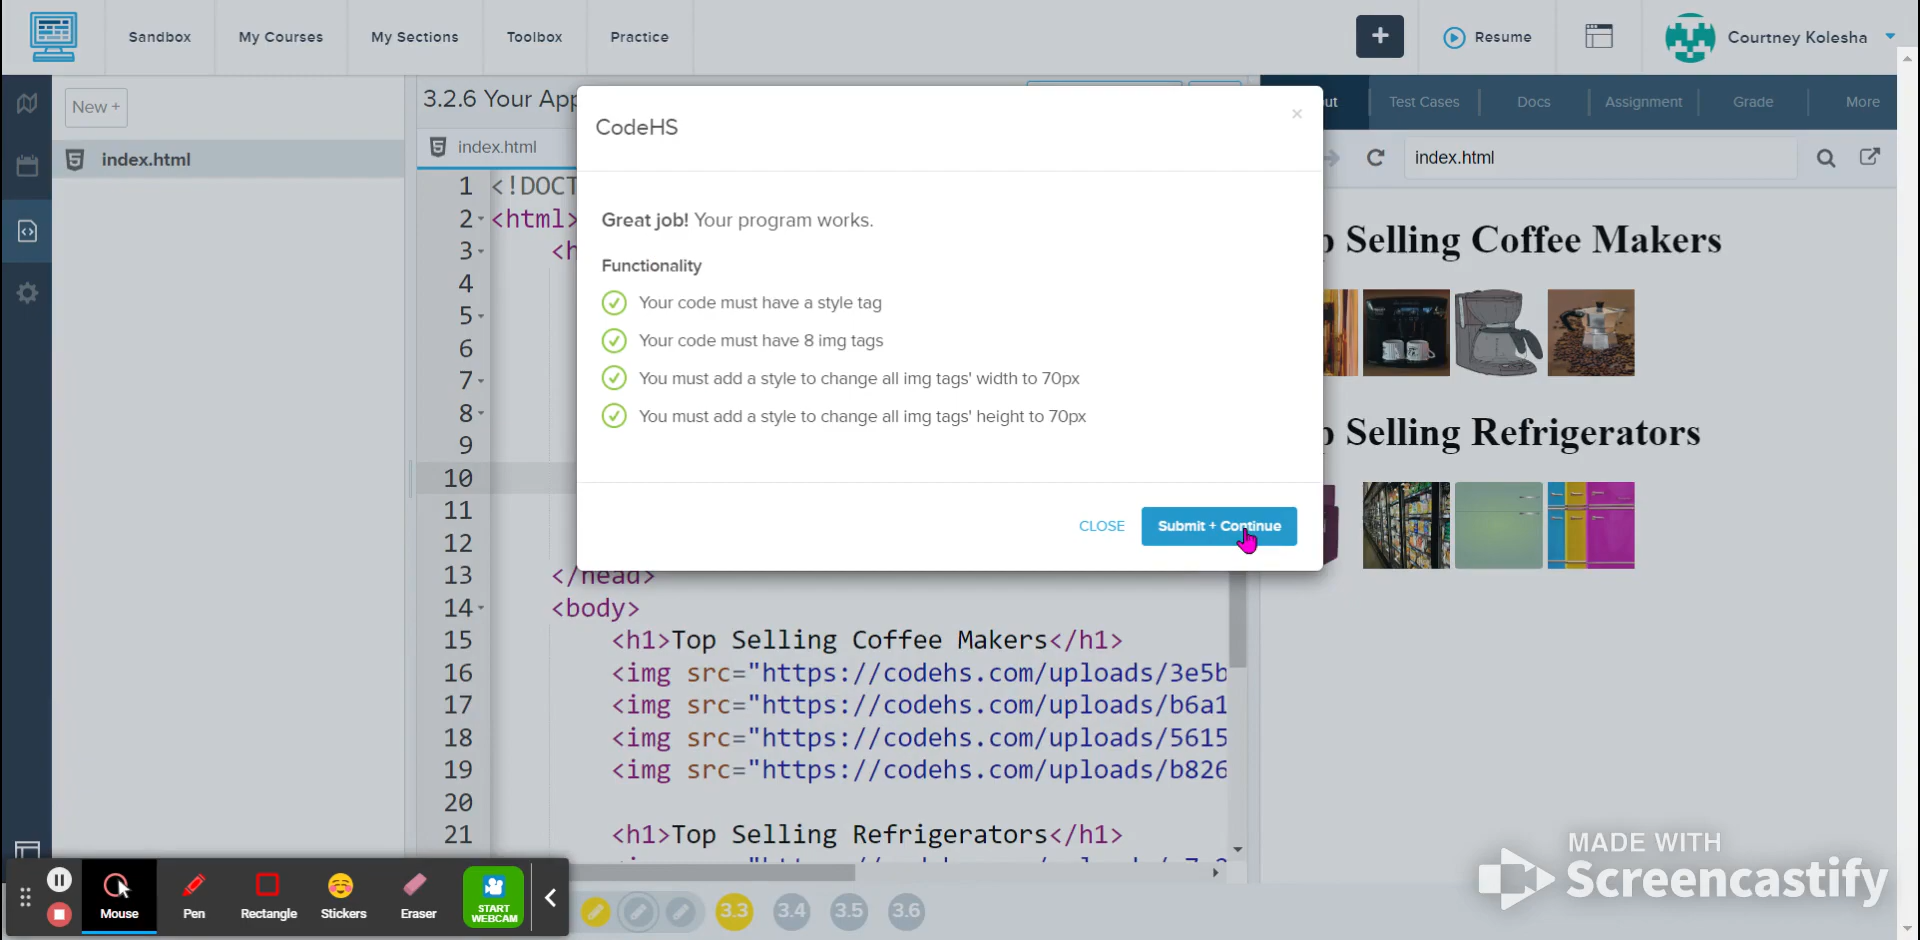 Sandbox
My Courses
My Sections
Toolbox
Practice
+
Resume
Courtney Kolesha
New +
index.html
3.2.6 Your App
index.html
Test Cases
Docs
Assignment
Grade
More
index.html
CodeHS
×
Great job! Your program works.
Functionality
Your code must have a style tag
Your code must have 8 img tags
You must add a style to change all img tags' width to 70px
You must add a style to change all img tags' height to 70px
CLOSE
Submit + Continue
1 <!DOCT
2 <html>
3 <h
4
5
6
7
8
9
10
11
12
13 </head>
14 <body>
15 <h1>Top Selling Coffee Makers</h1>
16 <img src="https://codehs.com/uploads/3e5b
17 <img src="https://codehs.com/uploads/b6a1
18 <img src="https://codehs.com/uploads/5615
19 <img src="https://codehs.com/uploads/b826
20
21 <h1>Top Selling Refrigerators</h1>
Selling Coffee Makers
Selling Refrigerators
Mouse
Pen
Rectangle
Stickers
Eraser
START
WEBCAM
3.3
3.4
3.5
3.6
MADE WITH
Screencastify